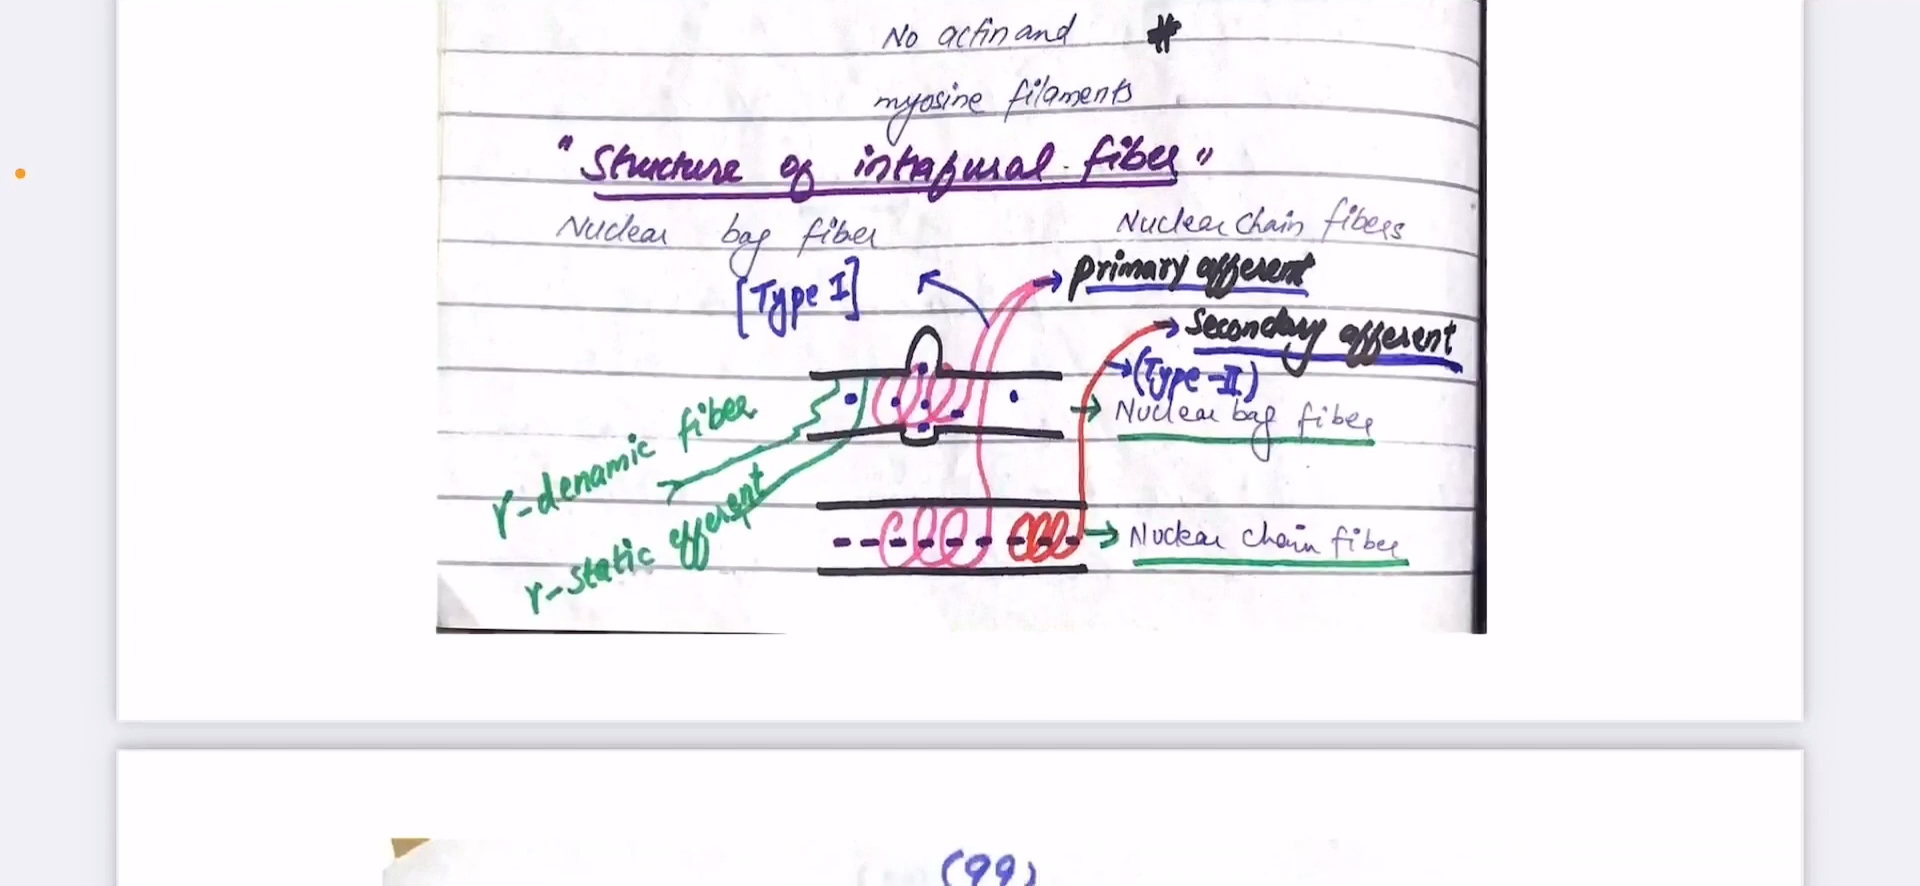 No actin and #
myosine filaments
"Structure of intrafusal fiber"
Nuclear bag fiber Nuclear chain fibers
[Type I] primary afferent
Secondary afferent
(Type-II)
Nuclear bag fiber
γ-denamic fiber
γ-static efferent
Nuclear chain fiber
(99)